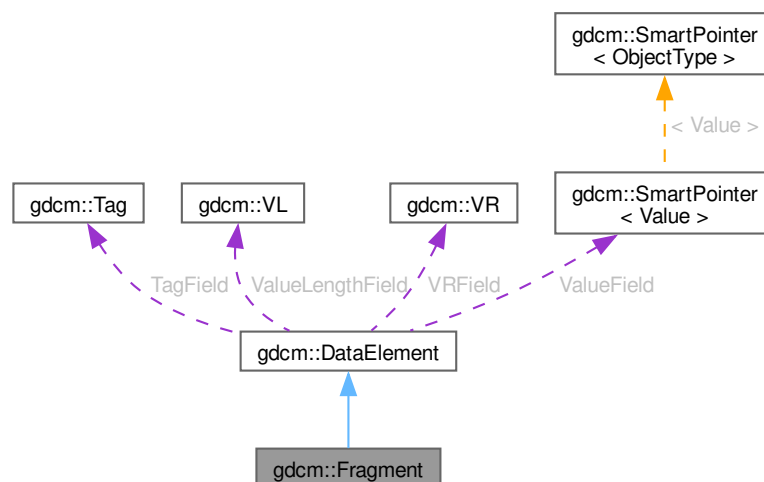 gdcm::SmartPointer
< ObjectType >
< Value >
gdcm::Tag
gdcm::VL
gdcm::VR
gdcm::SmartPointer
< Value >
TagField
ValueLengthField
VRField
ValueField
gdcm::DataElement
gdcm::Fragment